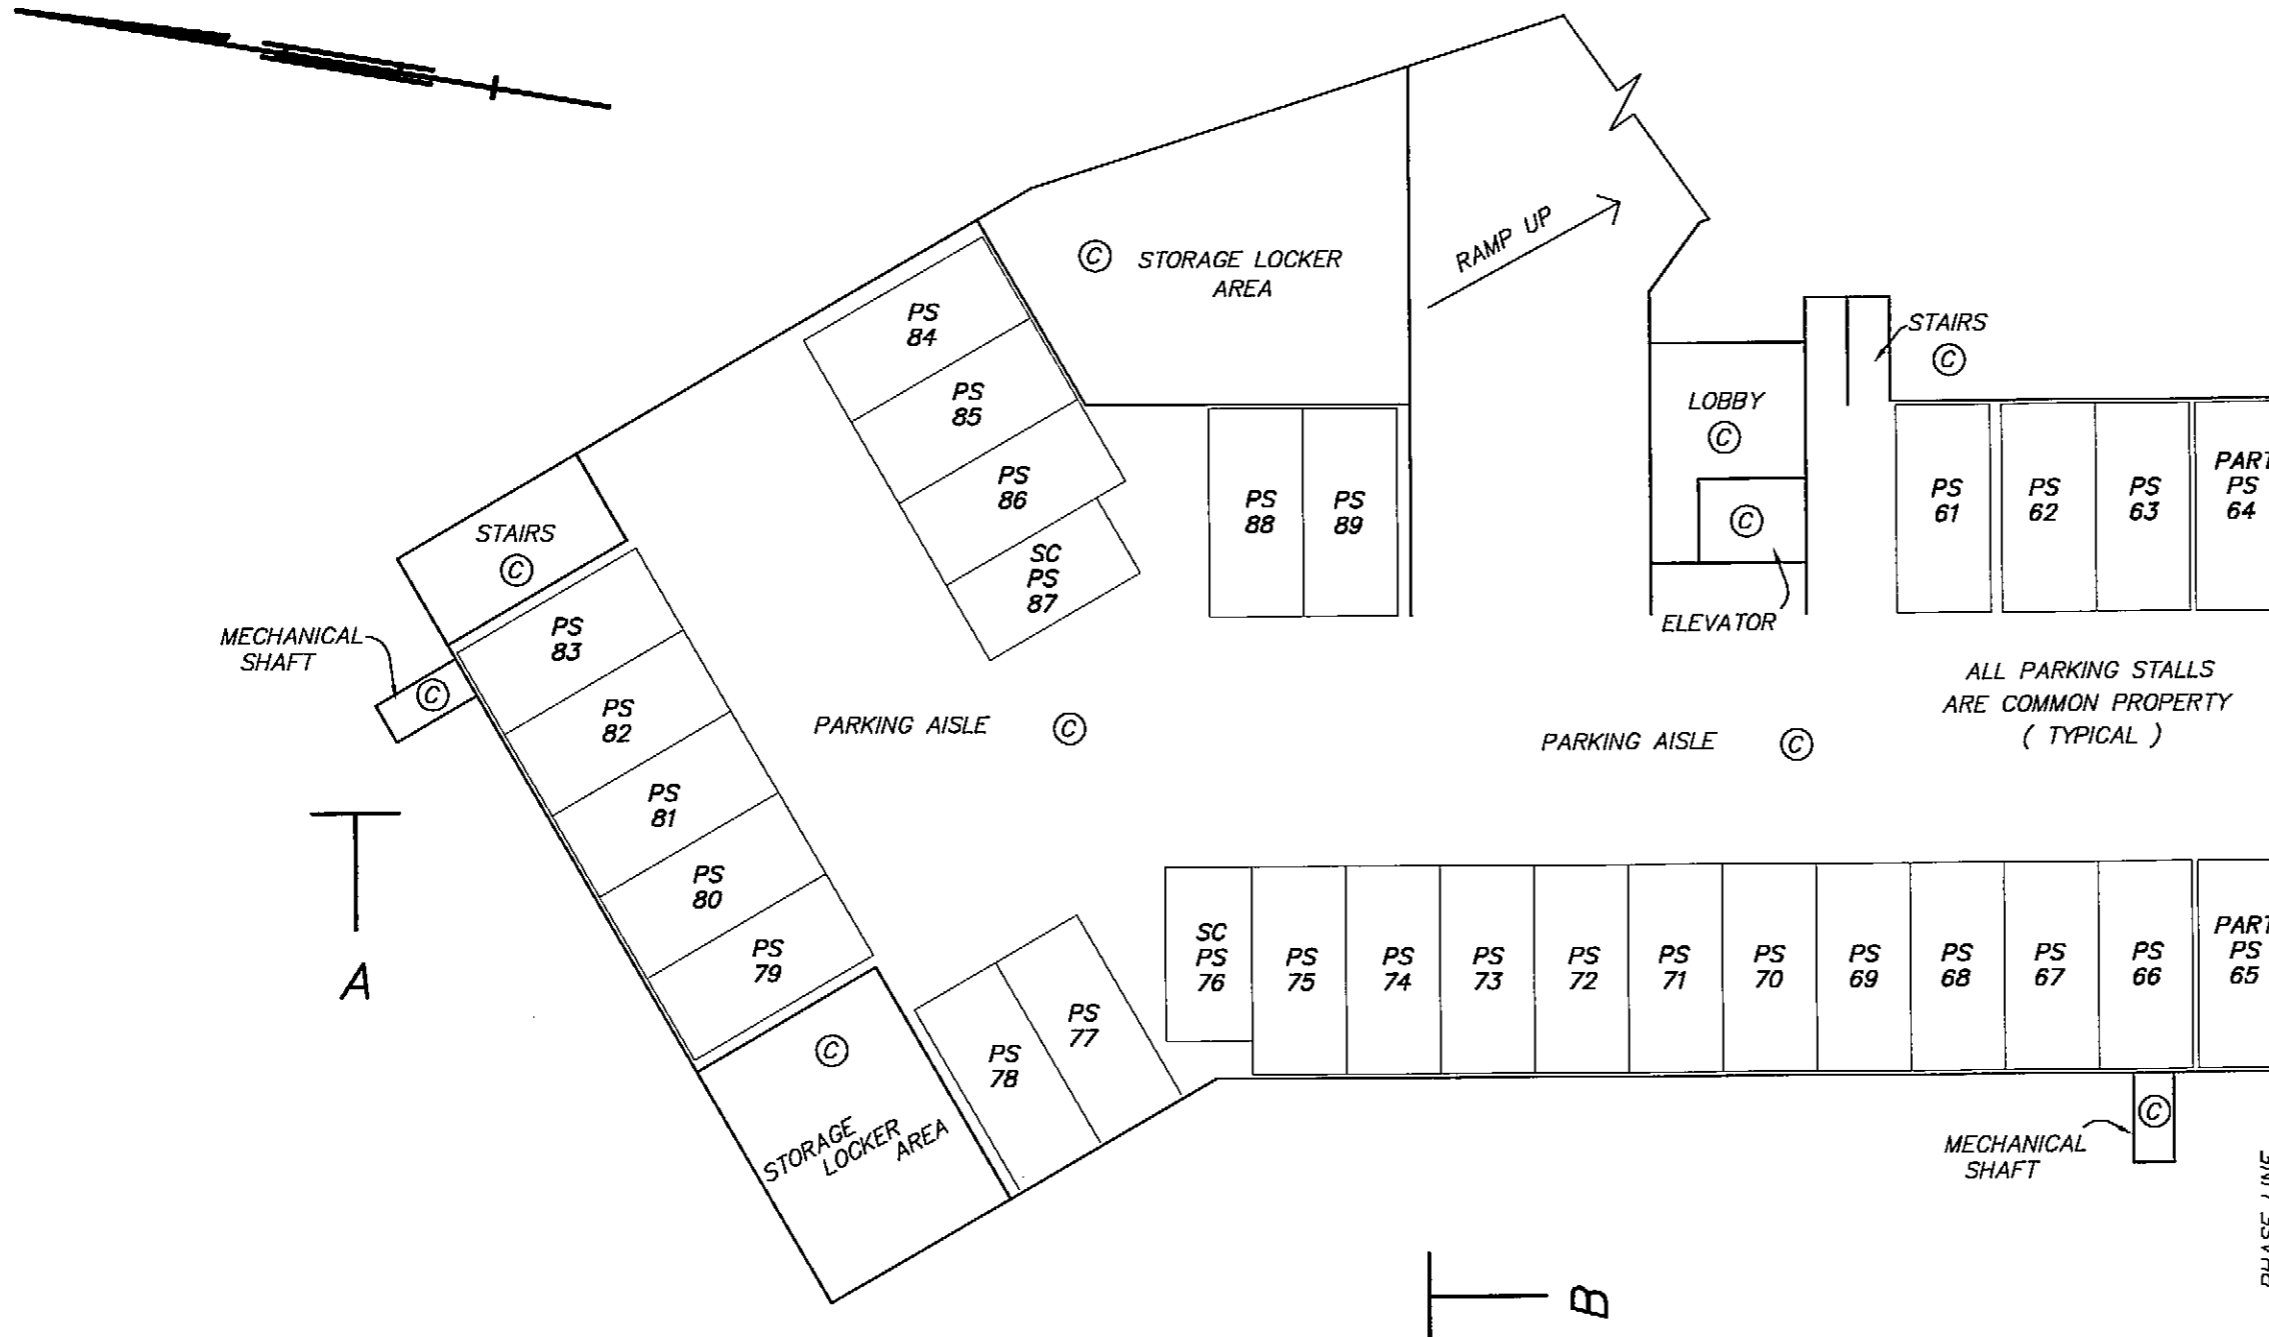 C
STORAGE LOCKER
AREA
RAMP UP
PS
84
PS
85
PS
86
SC
PS
87
PS
88
PS
89
STAIRS
C
LOBBY
C
C
ELEVATOR
PS
61
PS
62
PS
63
PART
PS
64
STAIRS
C
MECHANICAL
SHAFT
C
PS
83
PS
82
PS
81
PS
80
PS
79
PARKING AISLE
C
PARKING AISLE
C
ALL PARKING STALLS
ARE COMMON PROPERTY
( TYPICAL )
A
C
STORAGE
LOCKER
AREA
PS
78
PS
77
SC
PS
76
PS
75
PS
74
PS
73
PS
72
PS
71
PS
70
PS
69
PS
68
PS
67
PS
66
PART
PS
65
C
MECHANICAL
SHAFT
PHASE LINE
B